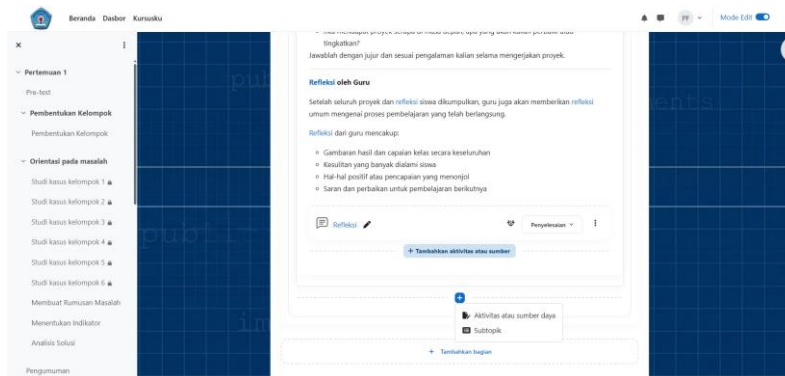 Beranda Dasbor Kursusku
PF
Mode Edit
Pertemuan 1
Pre-test
Pembentukan Kelompok
Pembentukan Kelompok
Orientasi pada masalah
Studi kasus kelompok 1
Studi kasus kelompok 2
Studi kasus kelompok 3
Studi kasus kelompok 4
Studi kasus kelompok 5
Studi kasus kelompok 6
Membuat Rumusan Masalah
Menentukan Indikator
Analisis Solusi
Pengumuman
tingkatkan?
Jawablah dengan jujur dan sesuai pengalaman kalian selama mengerjakan proyek.
Refleksi oleh Guru
Setelah seluruh proyek dan refleksi siswa dikumpulkan, guru juga akan memberikan refleksi
umum mengenai proses pembelajaran yang telah berlangsung.
Refleksi dari guru mencakup:
Gambaran hasil dan capaian kelas secara keseluruhan
Kesulitan yang banyak dialami siswa
Hal-hal positif atau pencapaian yang menonjol
Saran dan perbaikan untuk pembelajaran berikutnya
Refleksi
Penyelesaian
+ Tambahkan aktivitas atau sumber
Aktivitas atau sumber daya
Subtopik
+ Tambahkan bagian